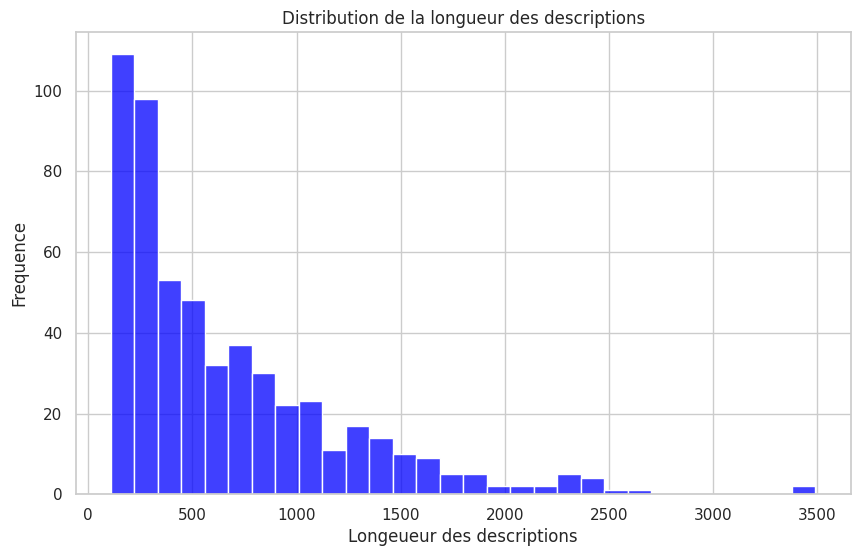 Distribution de la longueur des descriptions
100
80
60
40
20
0
Frequence
0 500 1000 1500 2000 2500 3000 3500
Longeueur des descriptions